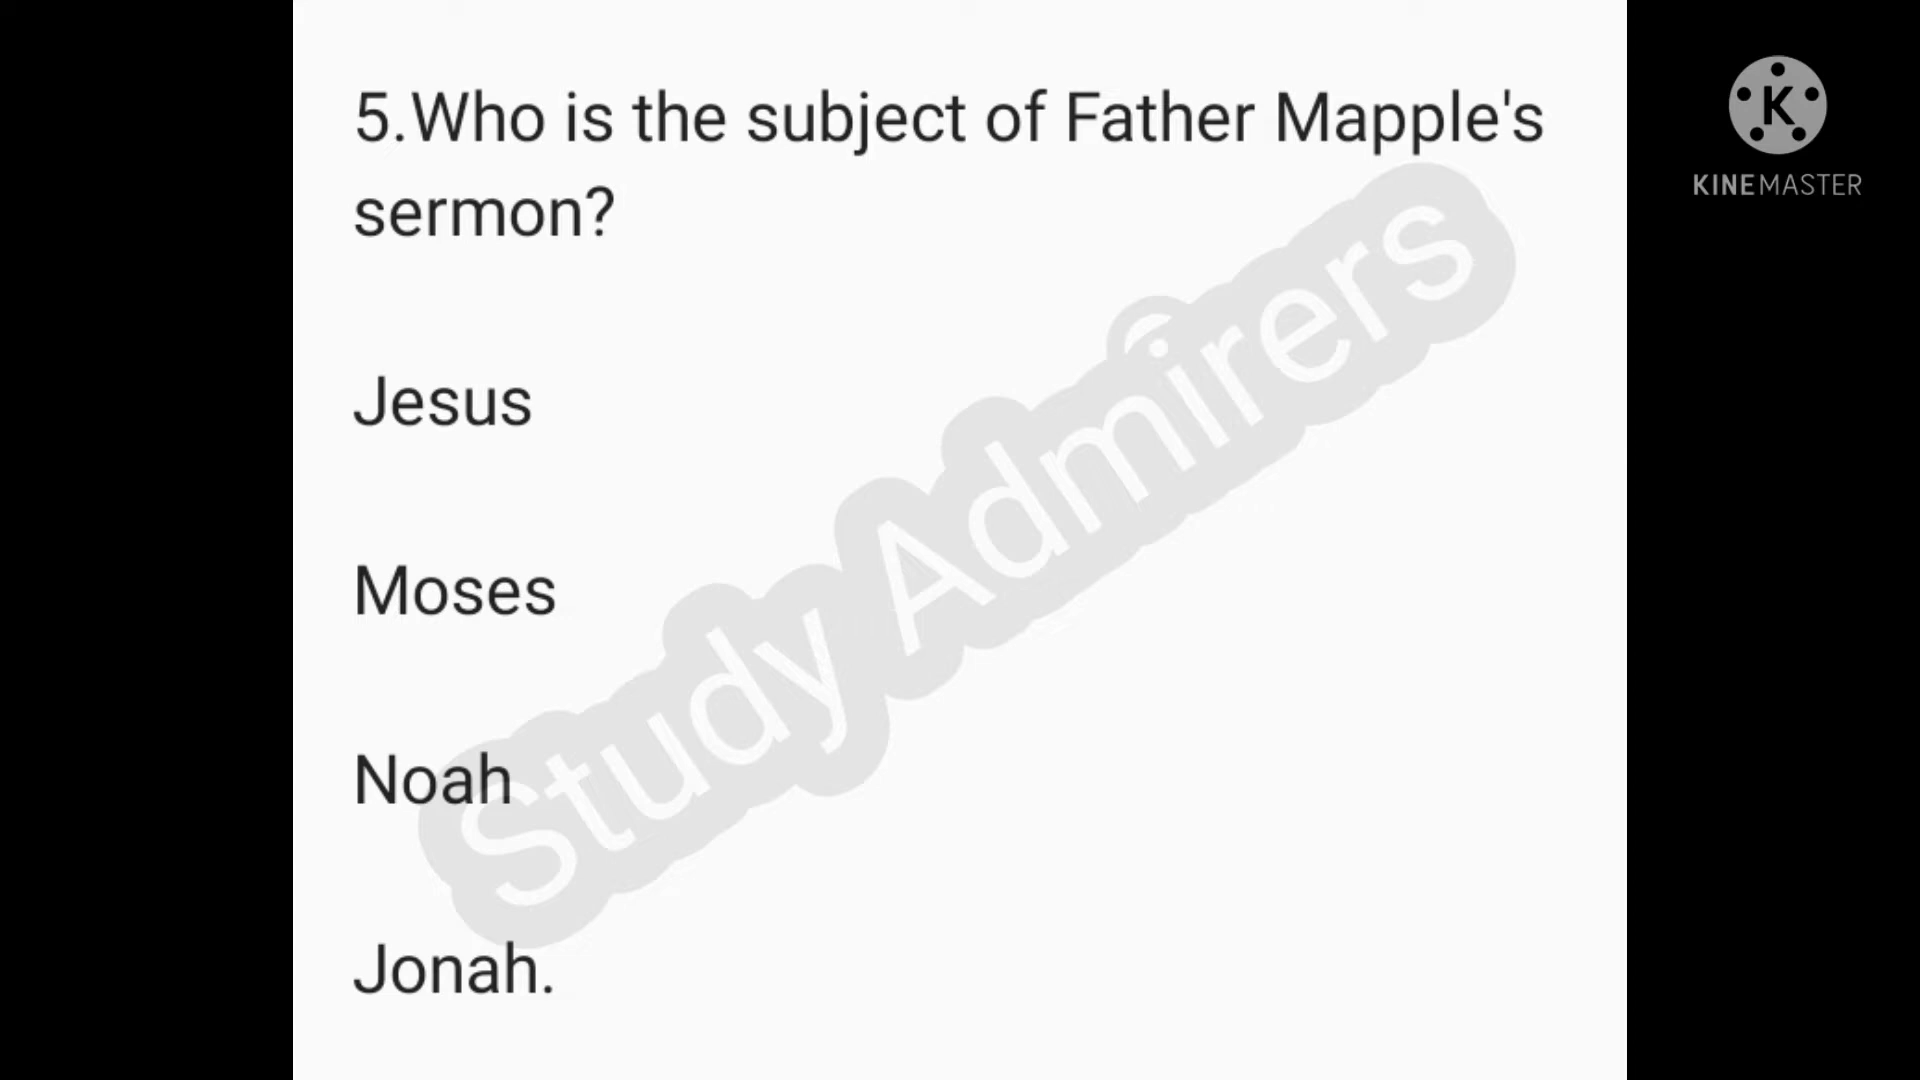 5.Who is the subject of Father Mapple's
sermon?
Jesus
Moses
Noah
Jonah.
Study Admirers
K
KINEMASTER